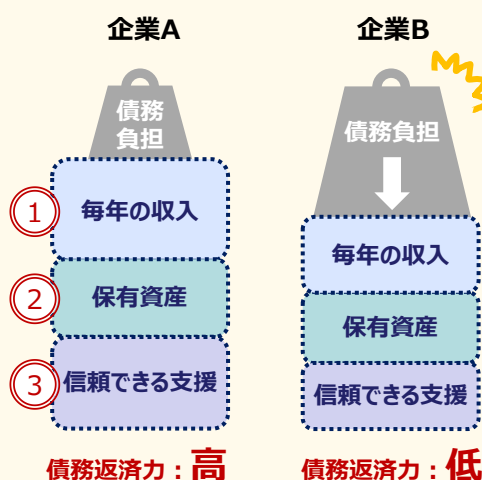 企業A
債務
負担
① 毎年の収入
② 保有資産
③ 信頼できる支援
債務返済力：高
企業B
債務負担
毎年の収入
保有資産
信頼できる支援
債務返済力：低